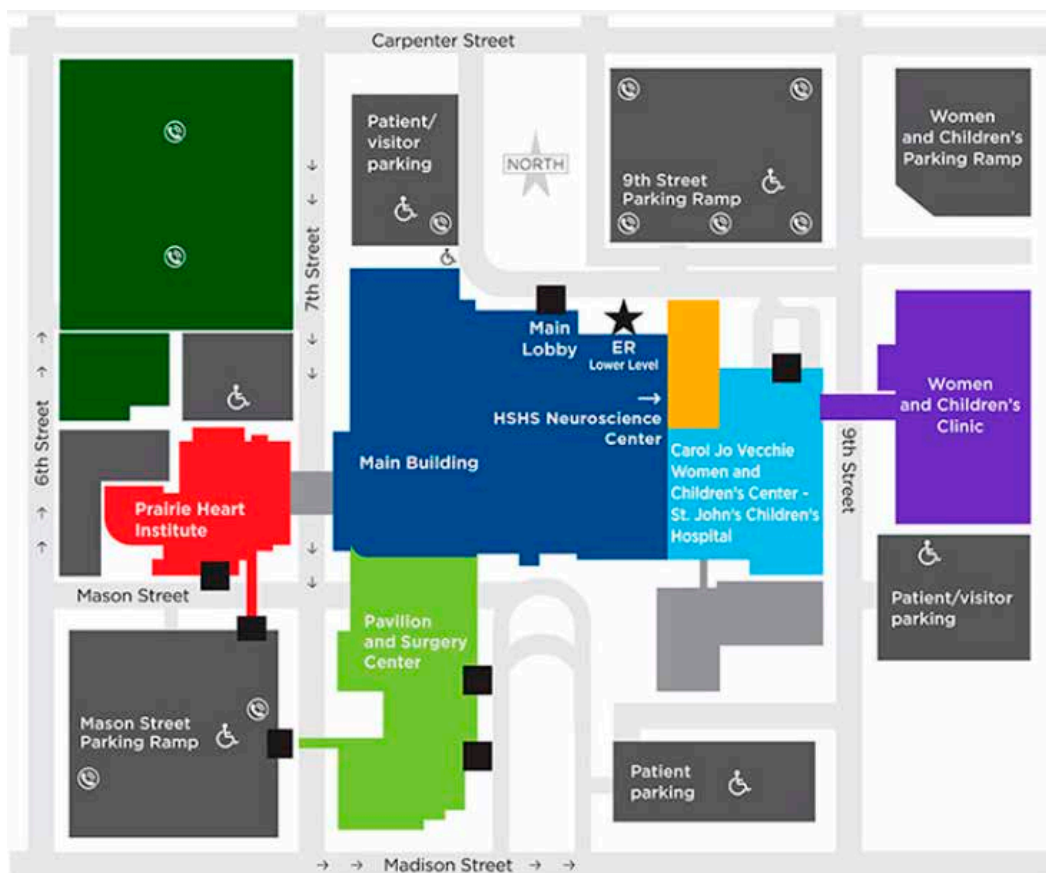 Carpenter Street
Patient/
visitor
parking
NORTH
9th Street
Parking Ramp
Women
and Children's
Parking Ramp
7th Street
Main
Lobby
ER
Lower Level
→
HSHS Neuroscience
Center
Women
and Children's
Clinic
6th Street
Main Building
Carol Jo Vecchie
Women and
Children's Center -
St. John's Children's
Hospital
9th Street
Prairie Heart
Institute
Mason Street
Patient/visitor
parking
Pavilion
and Surgery
Center
Mason Street
Parking Ramp
Patient
parking
→ → Madison Street → →